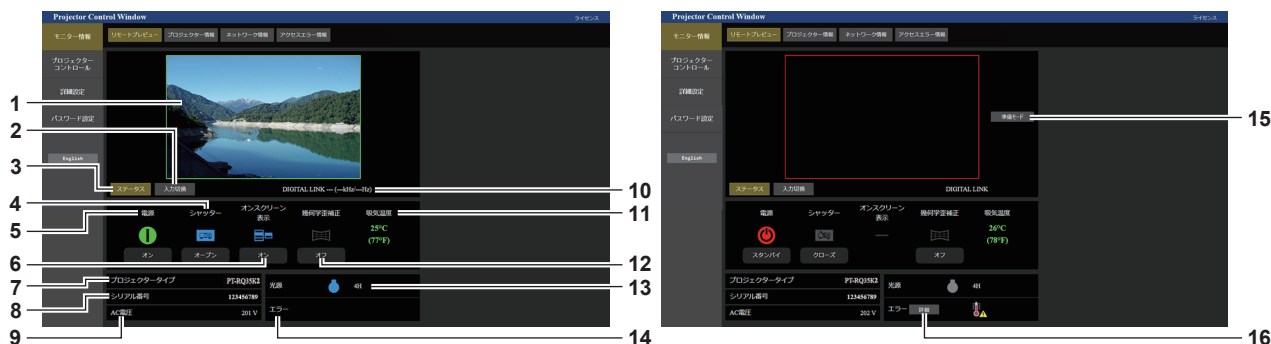 Projector Control Window
ライセンス
モニター情報
リモートプレビュー プロジェクター情報 ネットワーク情報 アクセスエラー情報
プロジェクター
コントロール
詳細設定
パスワード設定
English
ステータス 入力切換
DIGITAL LINK --- (---kHz/---Hz)
電源 シャッター オンスクリーン
表示 幾何学歪補正 吸気温度
25°C
(77°F)
オン オープン オン オフ
プロジェクタータイプ PT-RQ35K2
シリアル番号 123456789
AC電圧 201 V
光源 4H
エラー
1
2
3
4
5
6
7
8
9
10
11
12
13
14
Projector Control Window
ライセンス
モニター情報
リモートプレビュー プロジェクター情報 ネットワーク情報 アクセスエラー情報
プロジェクター
コントロール
詳細設定
パスワード設定
English
準備モード
ステータス 入力切換
DIGITAL LINK
電源 シャッター オンスクリーン
表示 幾何学歪補正 吸気温度
26°C
(78°F)
スタンバイ クローズ オフ
プロジェクタータイプ PT-RQ35K2
シリアル番号 123456789
AC電圧 202 V
光源 4H
エラー 詳細
15
16